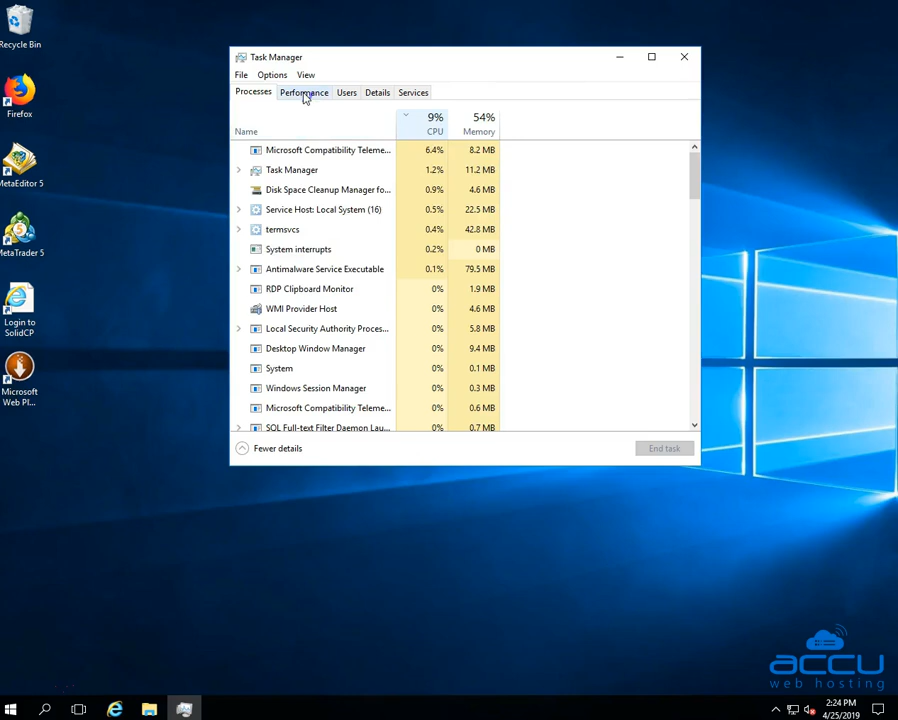 Recycle Bin
Firefox
MetaEditor 5
MetaTrader 5
Login to
SolidCP
Microsoft
Web Pl...
Task Manager
File Options View
Processes Performance Users Details Services
9% 54%
Name CPU Memory
Microsoft Compatibility Teleme... 6.4% 8.2 MB
Task Manager 1.2% 11.2 MB
Disk Space Cleanup Manager fo... 0.9% 4.6 MB
Service Host: Local System (16) 0.5% 22.5 MB
termsvcs 0.4% 42.8 MB
System interrupts 0.2% 0 MB
Antimalware Service Executable 0.1% 79.5 MB
RDP Clipboard Monitor 0% 1.9 MB
WMI Provider Host 0% 4.6 MB
Local Security Authority Proces... 0% 5.8 MB
Desktop Window Manager 0% 9.4 MB
System 0% 0.1 MB
Windows Session Manager 0% 0.3 MB
Microsoft Compatibility Teleme... 0% 0.6 MB
SQL Full-text Filter Daemon Lau... 0% 0.7 MB
Fewer details End task
accu
web hosting
2:24 PM
4/25/2019